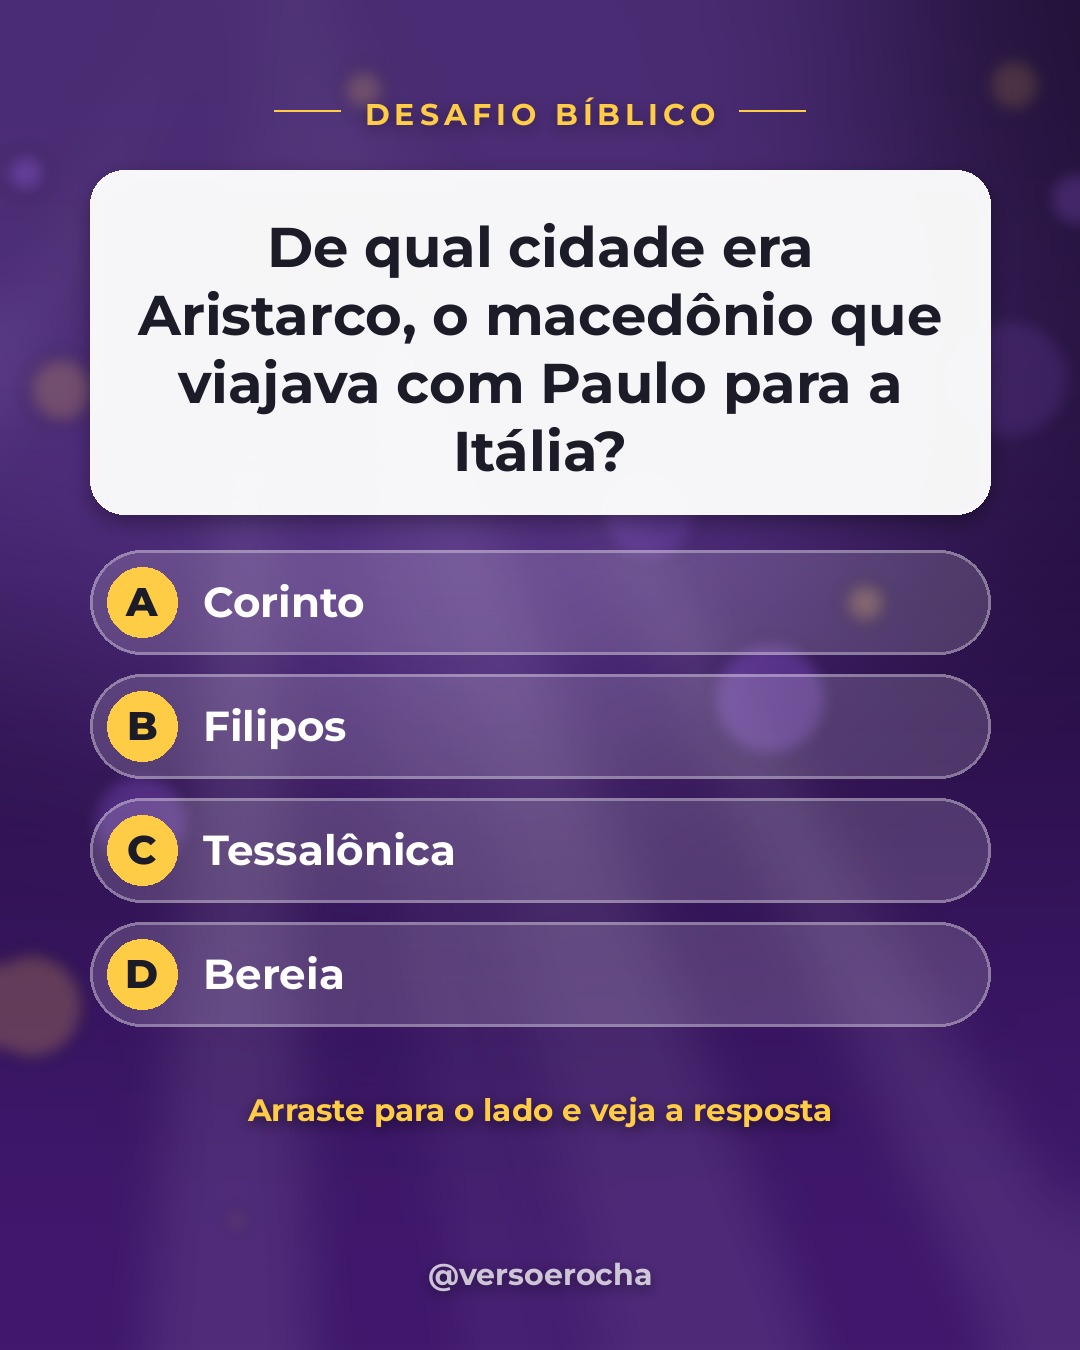 DESAFIO BÍBLICO
De qual cidade era
Aristarco, o macedônio que
viajava com Paulo para a
Itália?
A Corinto
B Filipos
C Tessalônica
D Bereia
Arraste para o lado e veja a resposta
@versoerocha